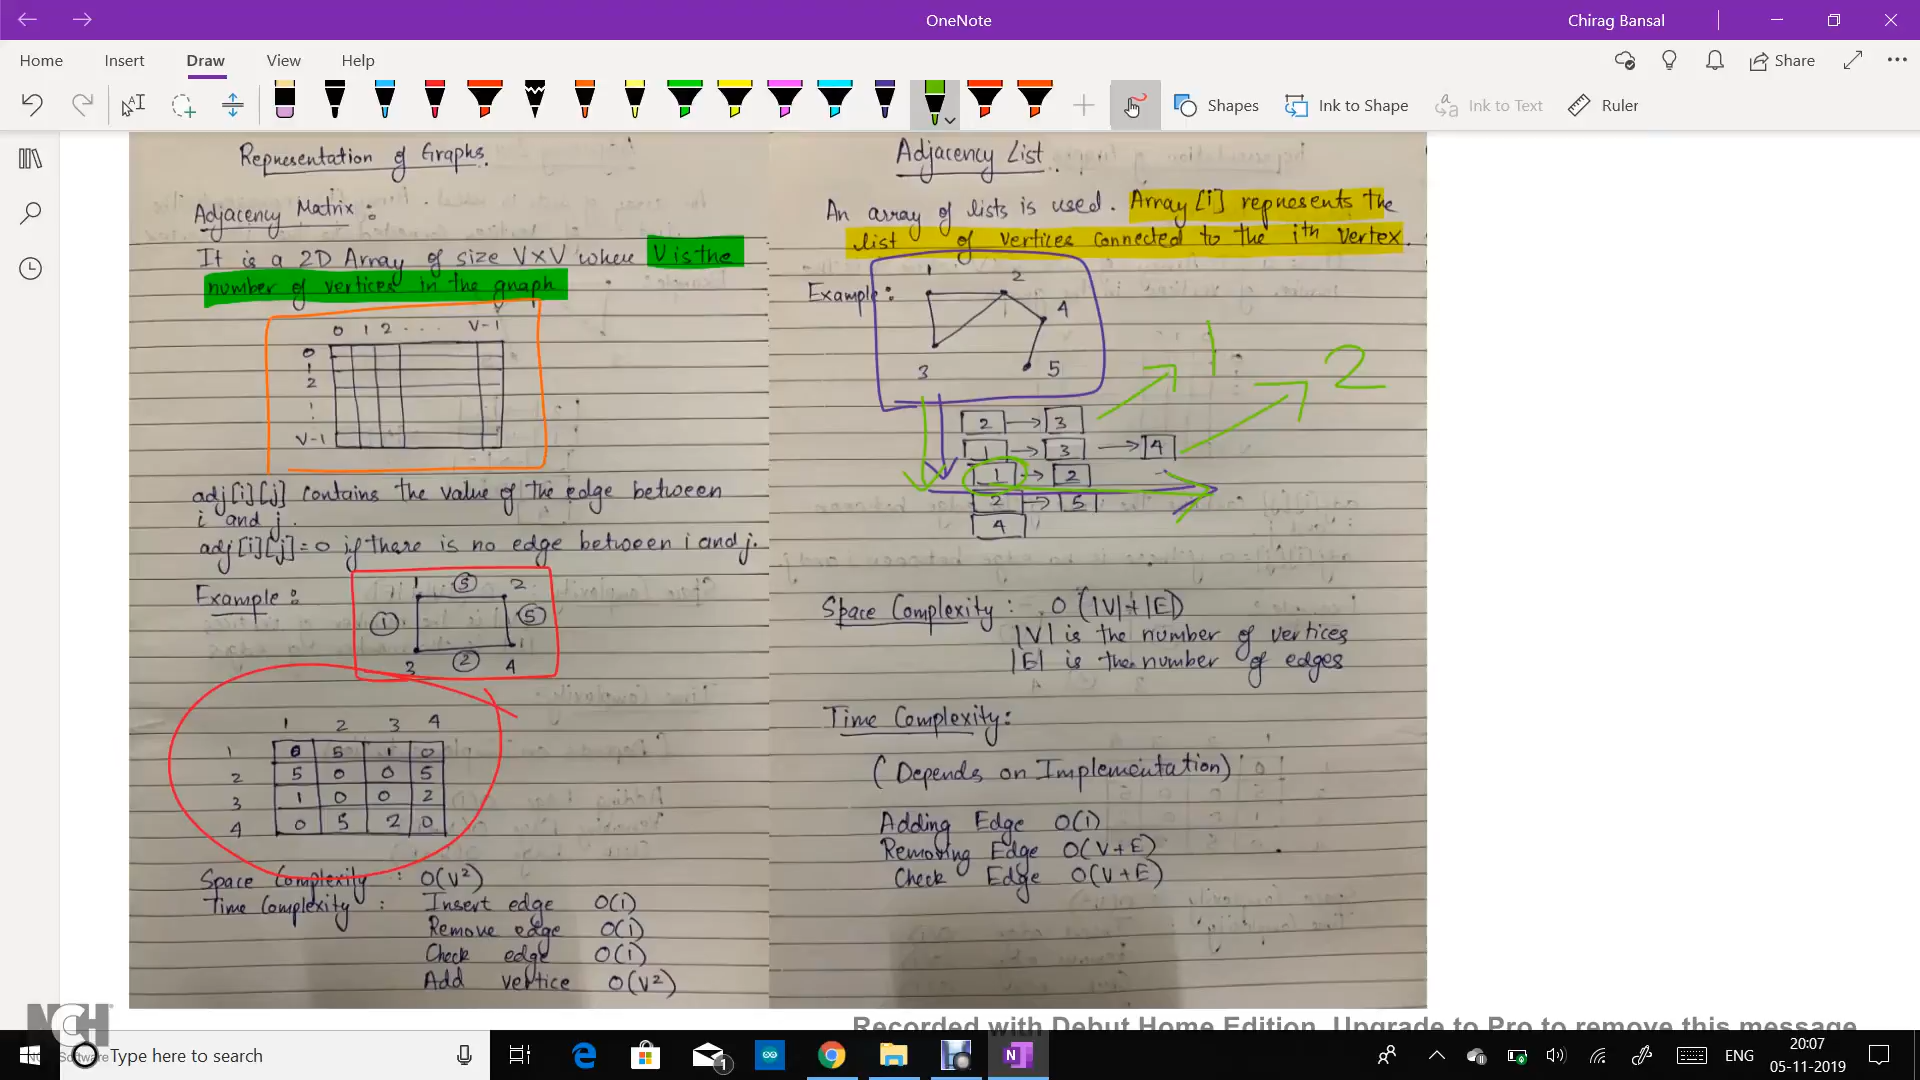 OneNote
Chirag Bansal
Home
Insert
Draw
View
Help
Share
Shapes
Ink to Shape
Ink to Text
Ruler
Representation of Graphs.
Adjacency Matrix :
It is a 2D Array of size VxV where V is the
number of vertices in the graph
0 1 2 . . . . V-1
0
1
2
V-1
adj[i][j] contains the value of the edge between
i and j.
adj[i][j]=0 if there is no edge between i and j.
Example :
1 5 2
1 5
3 2 4
1 2 3 4
1 0 5 1 0
2 5 0 0 5
3 1 0 0 2
4 0 5 2 0
Space Complexity : O(V²)
Time Complexity : Insert edge O(1)
Remove edge O(1)
Check edge O(1)
Add vertice O(V²)
Adjacency List
An array of lists is used. Array [i] represents the
list of vertices connected to the ith vertex.
Example :
1 2
4
3 5
1
2
2 → 3
1 → 3 → 4
1 → 2
2 → 5
4
Space Complexity : O (|V|+|E|)
|V| is the number of vertices
|E| is the number of edges
Time Complexity :
(Depends on Implementation)
Adding Edge O(1)
Removing Edge O(V+E)
Check Edge O(V+E)
NCH
Software
Recorded with Debut Home Edition. Upgrade to Pro to remove this message
Type here to search
1
ENG
20:07
05-11-2019